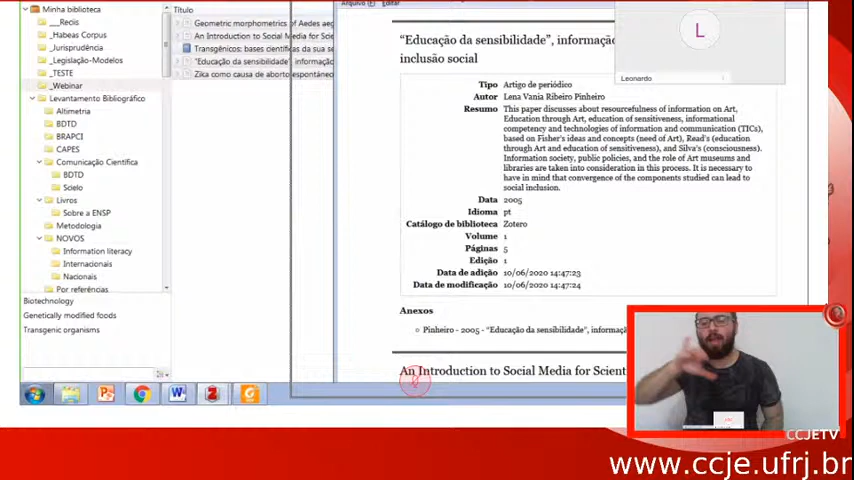 Minha biblioteca
__Recis
_Habeas Corpus
_Jurisprudência
_Legislação-Modelos
_TESTE
_Webinar
Levantamento Bibliográfico
Altimetria
BDTD
BRAPCI
CAPES
Comunicação Científica
BDTD
Scielo
Livros
Sobre a ENSP
Metodologia
NOVOS
Information literacy
Internacionais
Nacionais
Por referências
Biotechnology
Genetically modified foods
Transgenic organisms
Título
Geometric morphometrics of Aedes aeg
An Introduction to Social Media for Scie
Transgênicos: bases científicas da sua se
"Educação da sensibilidade", informação
Zika como causa de aborto espontâneo
Arquivo (F) Editar
“Educação da sensibilidade”, informação
inclusão social
Tipo Artigo de periódico
Autor Lena Vania Ribeiro Pinheiro
Resumo This paper discusses about resourcefulness of information on Art,
Education through Art, education of sensitiveness, informational
competency and technologies of information and communication (TICs),
based on Fisher's ideas and concepts (need of Art), Read's (education
through Art and education of sensitiveness), and Silva's (consciousness).
Information society, public policies, and the role of Art museums and
libraries are taken into consideration in this process. It is necessary to
have in mind that convergence of the components studied can lead to
social inclusion.
Data 2005
Idioma pt
Catálogo de biblioteca Zotero
Volume 1
Páginas 5
Edição 1
Data de adição 10/06/2020 14:47:23
Data de modificação 10/06/2020 14:47:24
Anexos
Pinheiro - 2005 - “Educação da sensibilidade”, informaç
An Introduction to Social Media for Scient
L
Leonardo
CCJETV
www.ccje.ufrj.br